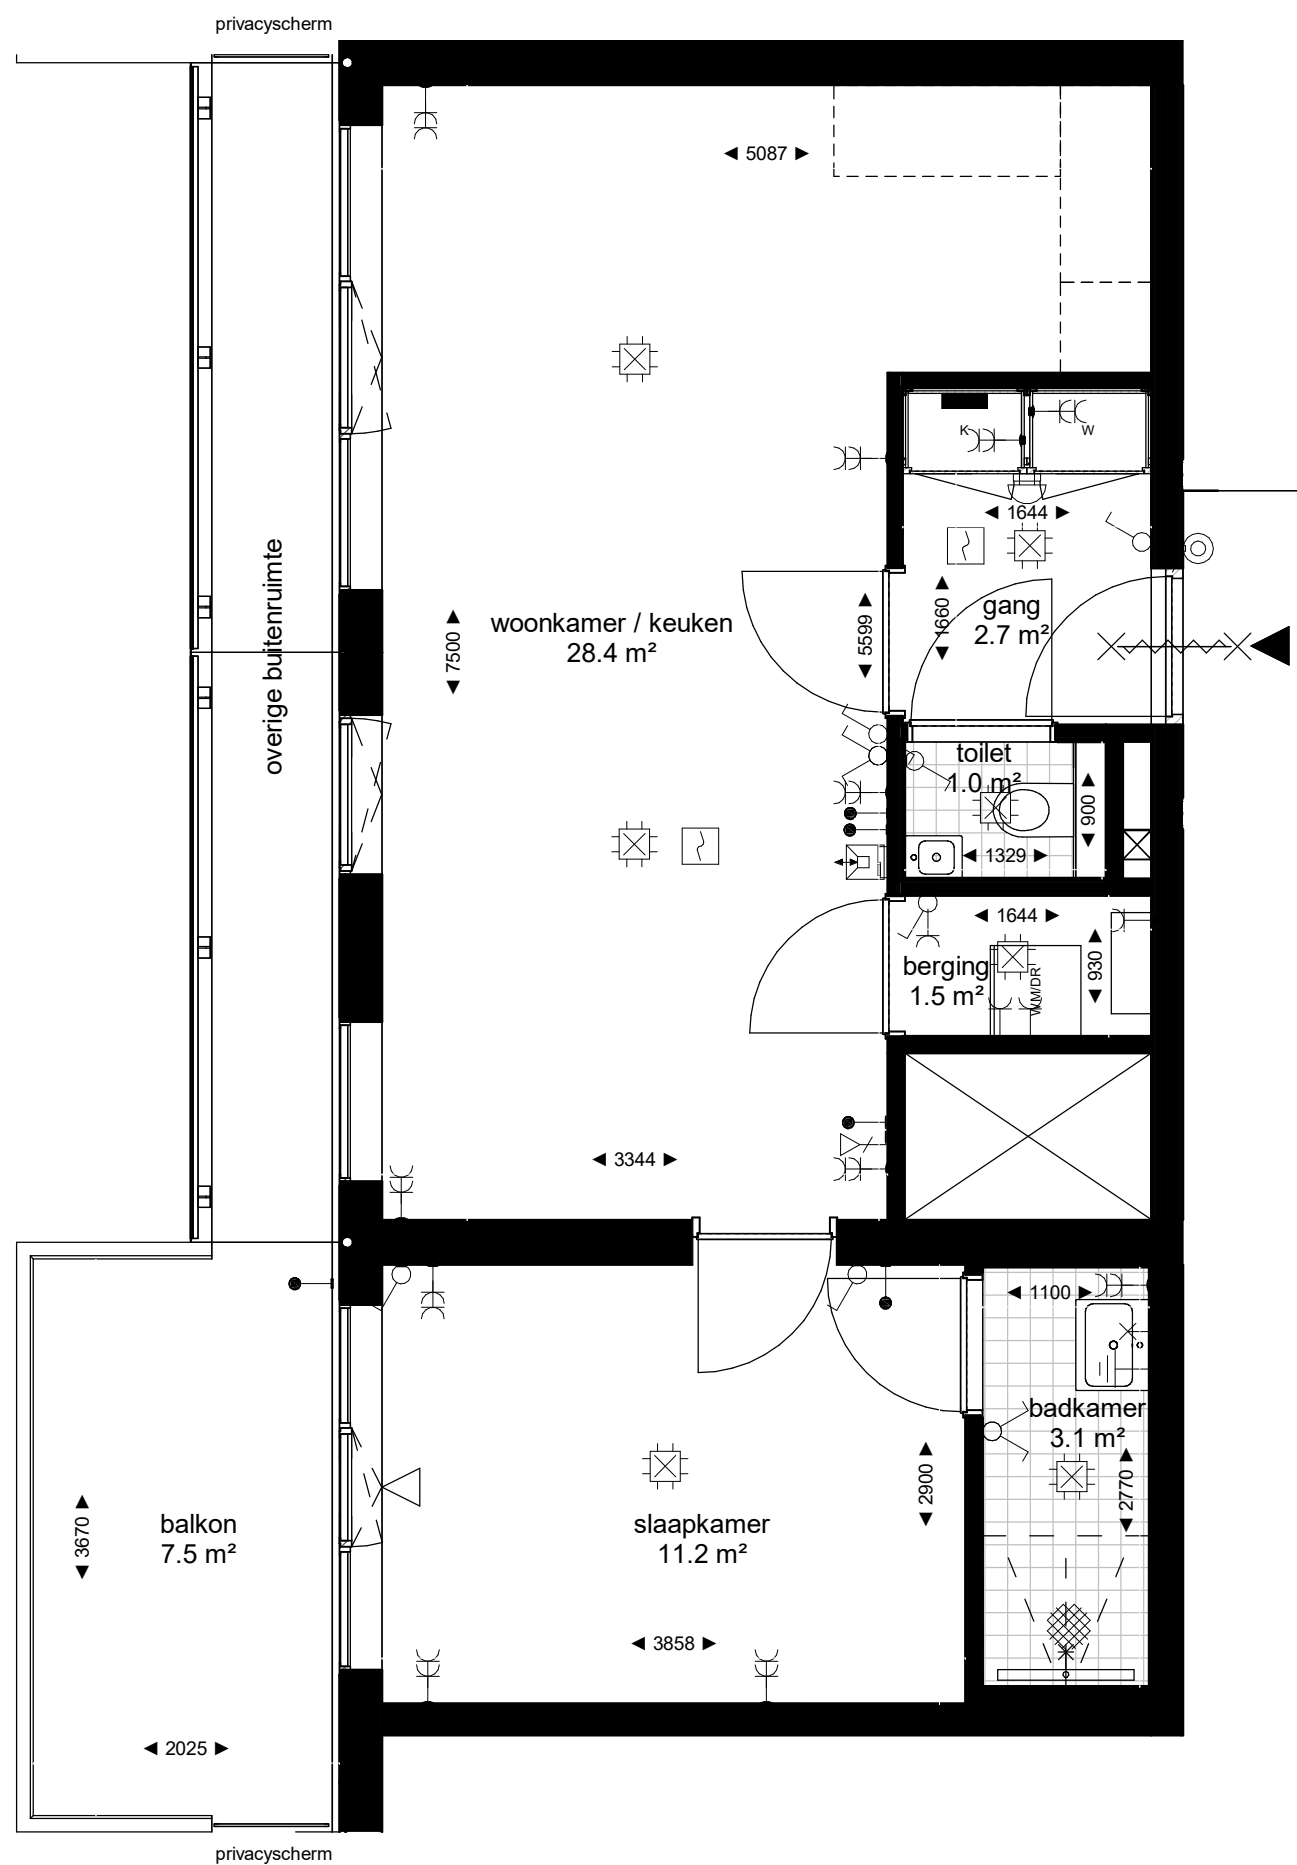 privacyscherm
◄ 5087 ►
K
W
◄ 1644 ►
overige buitenruimte
◄ 7500 ►
woonkamer / keuken
28.4 m²
◄ 5599 ►
◄ 1660 ►
gang
2.7 m²
toilet
1.0 m²
◄ 900 ►
◄ 1329 ►
◄ 1644 ►
berging
1.5 m²
WM/DR
◄ 930 ►
◄ 3344 ►
◄ 1100 ►
badkamer
3.1 m²
◄ 2770 ►
◄ 2900 ►
◄ 3670 ►
balkon
7.5 m²
slaapkamer
11.2 m²
◄ 3858 ►
◄ 2025 ►
privacyscherm